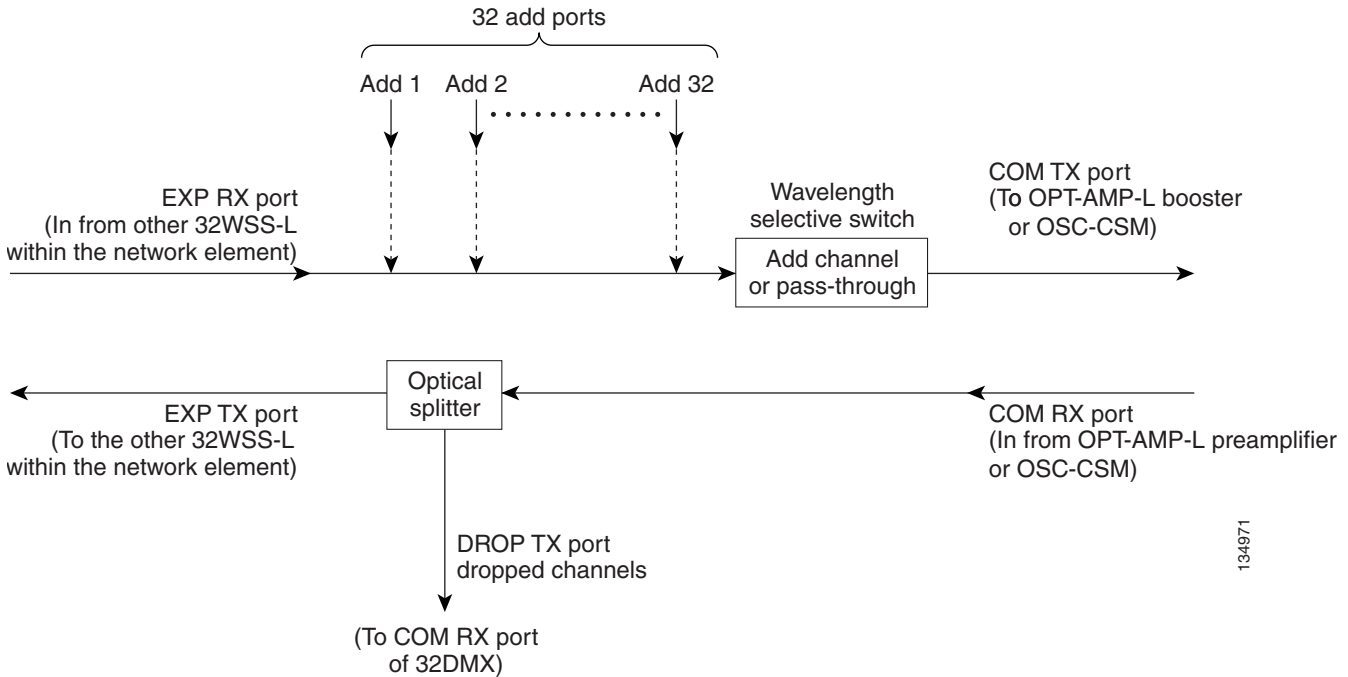 32 add ports
Add 1
Add 2
Add 32
EXP RX port
(In from other 32WSS-L
within the network element)
Wavelength
selective switch
Add channel
or pass-through
COM TX port
(To OPT-AMP-L booster
or OSC-CSM)
Optical
splitter
EXP TX port
(To the other 32WSS-L
within the network element)
COM RX port
(In from OPT-AMP-L preamplifier
or OSC-CSM)
DROP TX port
dropped channels
(To COM RX port
of 32DMX)
134971